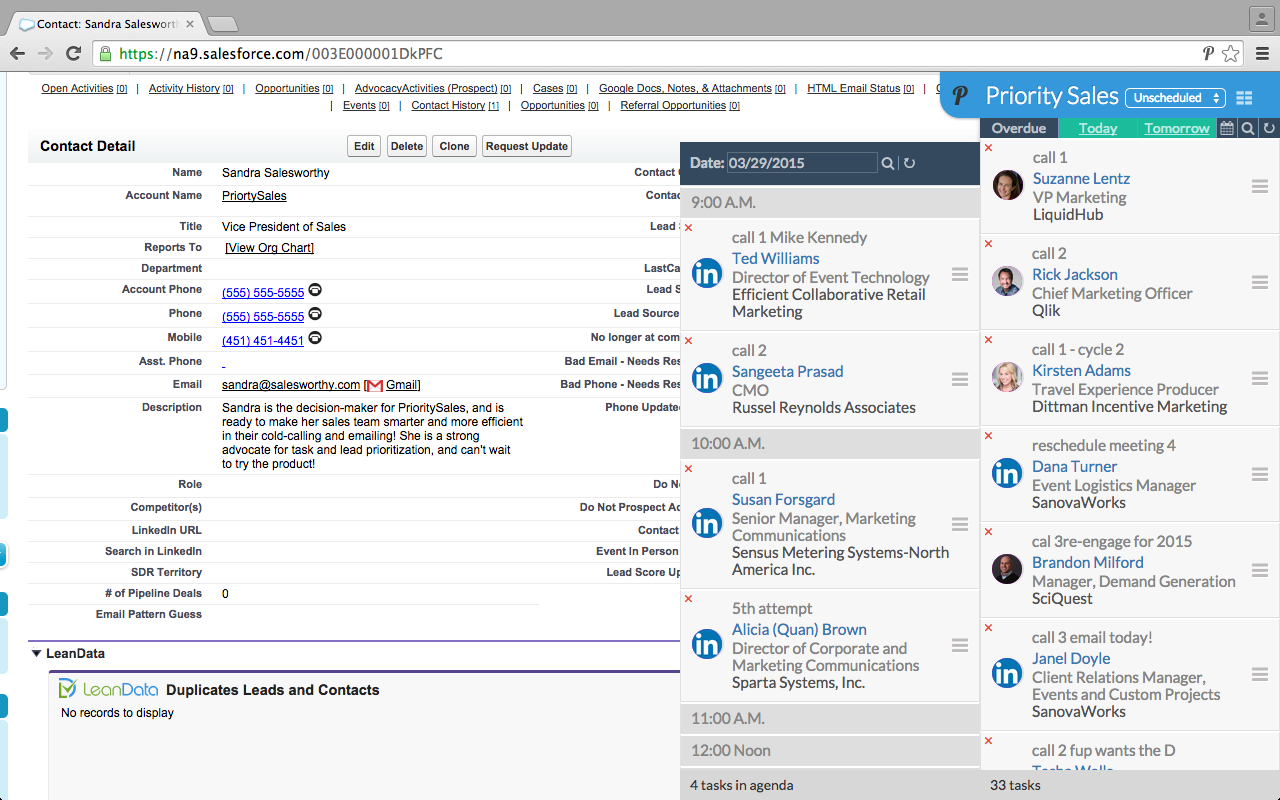 Contact: Sandra Saleswort
https://na9.salesforce.com/003E000001DkPFC
Open Activities [0] | Activity History [0] | Opportunities [0] | AdvocacyActivities (Prospect) [0] | Cases [0] | Google Docs, Notes, & Attachments [0] | HTML Email Status [0] |
| Events [0] | Contact History [1] | Opportunities [0] | Referral Opportunities [0]
Contact Detail
Edit
Delete
Clone
Request Update
Name Sandra Salesworthy Contact
Account Name PriortySales
Title Vice President of Sales Lead
Reports To [View Org Chart]
Department LastCa
Account Phone (555) 555-5555 Lead S
Phone (555) 555-5555 Lead Source
Mobile (451) 451-4451 No longer at com
Asst. Phone Bad Email - Needs Res
Email sandra@salesworthy.com [Gmail] Bad Phone - Needs Res
Description Sandra is the decision-maker for PrioritySales, and is Phone Update
ready to make her sales team smarter and more efficient
in their cold-calling and emailing! She is a strong
advocate for task and lead prioritization, and can't wait
to try the product!
Role Do No
Competitor(s) Do Not Prospect Ac
LinkedIn URL Contact
Search in LinkedIn Event In Person
SDR Territory Lead Score Up
# of Pipeline Deals 0
Email Pattern Guess
LeanData
LeanData Duplicates Leads and Contacts
No records to display
Date: 03/29/2015
9:00 A.M.
call 1 Mike Kennedy
Ted Williams
Director of Event Technology
Efficient Collaborative Retail
Marketing
call 2
Sangeeta Prasad
CMO
Russel Reynolds Associates
10:00 A.M.
call 1
Susan Forsgard
Senior Manager, Marketing
Communications
Sensus Metering Systems-North
America Inc.
5th attempt
Alicia (Quan) Brown
Director of Corporate and
Marketing Communications
Sparta Systems, Inc.
11:00 A.M.
12:00 Noon
4 tasks in agenda
Priority Sales Unscheduled
Overdue Today Tomorrow
call 1
Suzanne Lentz
VP Marketing
LiquidHub
call 2
Rick Jackson
Chief Marketing Officer
Qlik
call 1 - cycle 2
Kirsten Adams
Travel Experience Producer
Dittman Incentive Marketing
reschedule meeting 4
Dana Turner
Event Logistics Manager
SanovaWorks
cal 3re-engage for 2015
Brandon Milford
Manager, Demand Generation
SciQuest
call 3 email today!
Janel Doyle
Client Relations Manager,
Events and Custom Projects
SanovaWorks
call 2 fup wants the D
33 tasks